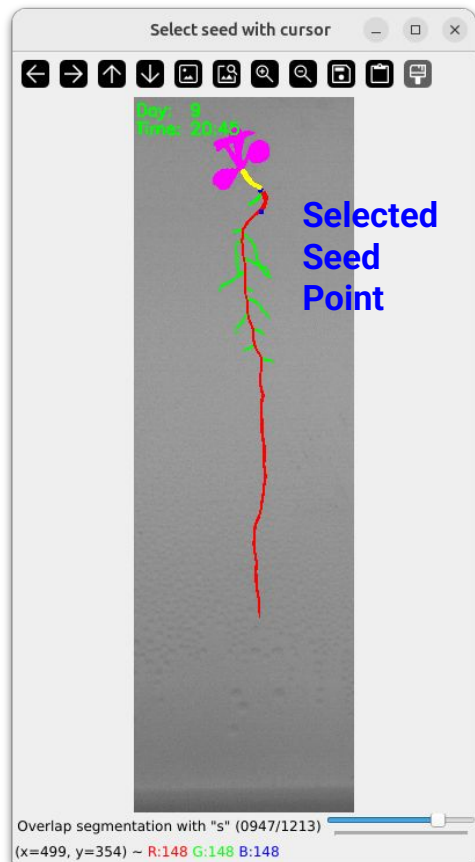 Select seed with cursor
Day: 9
Time: 20:45
Selected
Seed
Point
Overlap segmentation with "s" (0947/1213)
(x=499, y=354) ~ R:148 G:148 B:148